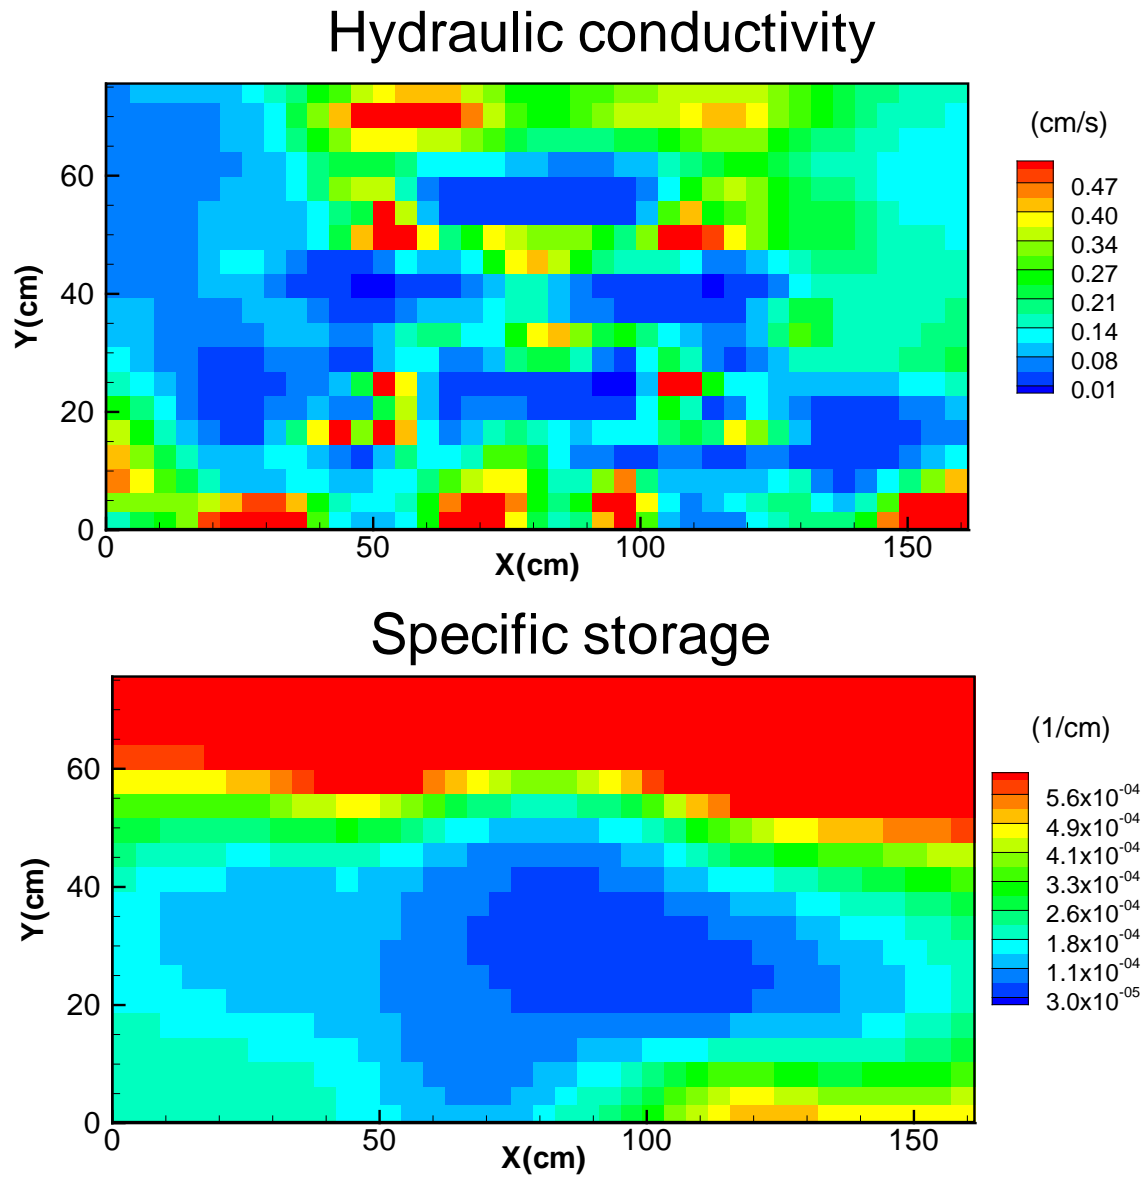 Hydraulic conductivity
(cm/s)
0.47
0.40
0.34
0.27
0.21
0.14
0.08
0.01
Y(cm)
60
40
20
0
0 50 100 150
X(cm)
Specific storage
(1/cm)
5.6x10^-04
4.9x10^-04
4.1x10^-04
3.3x10^-04
2.6x10^-04
1.8x10^-04
1.1x10^-04
3.0x10^-05
Y(cm)
60
40
20
0
0 50 100 150
X(cm)